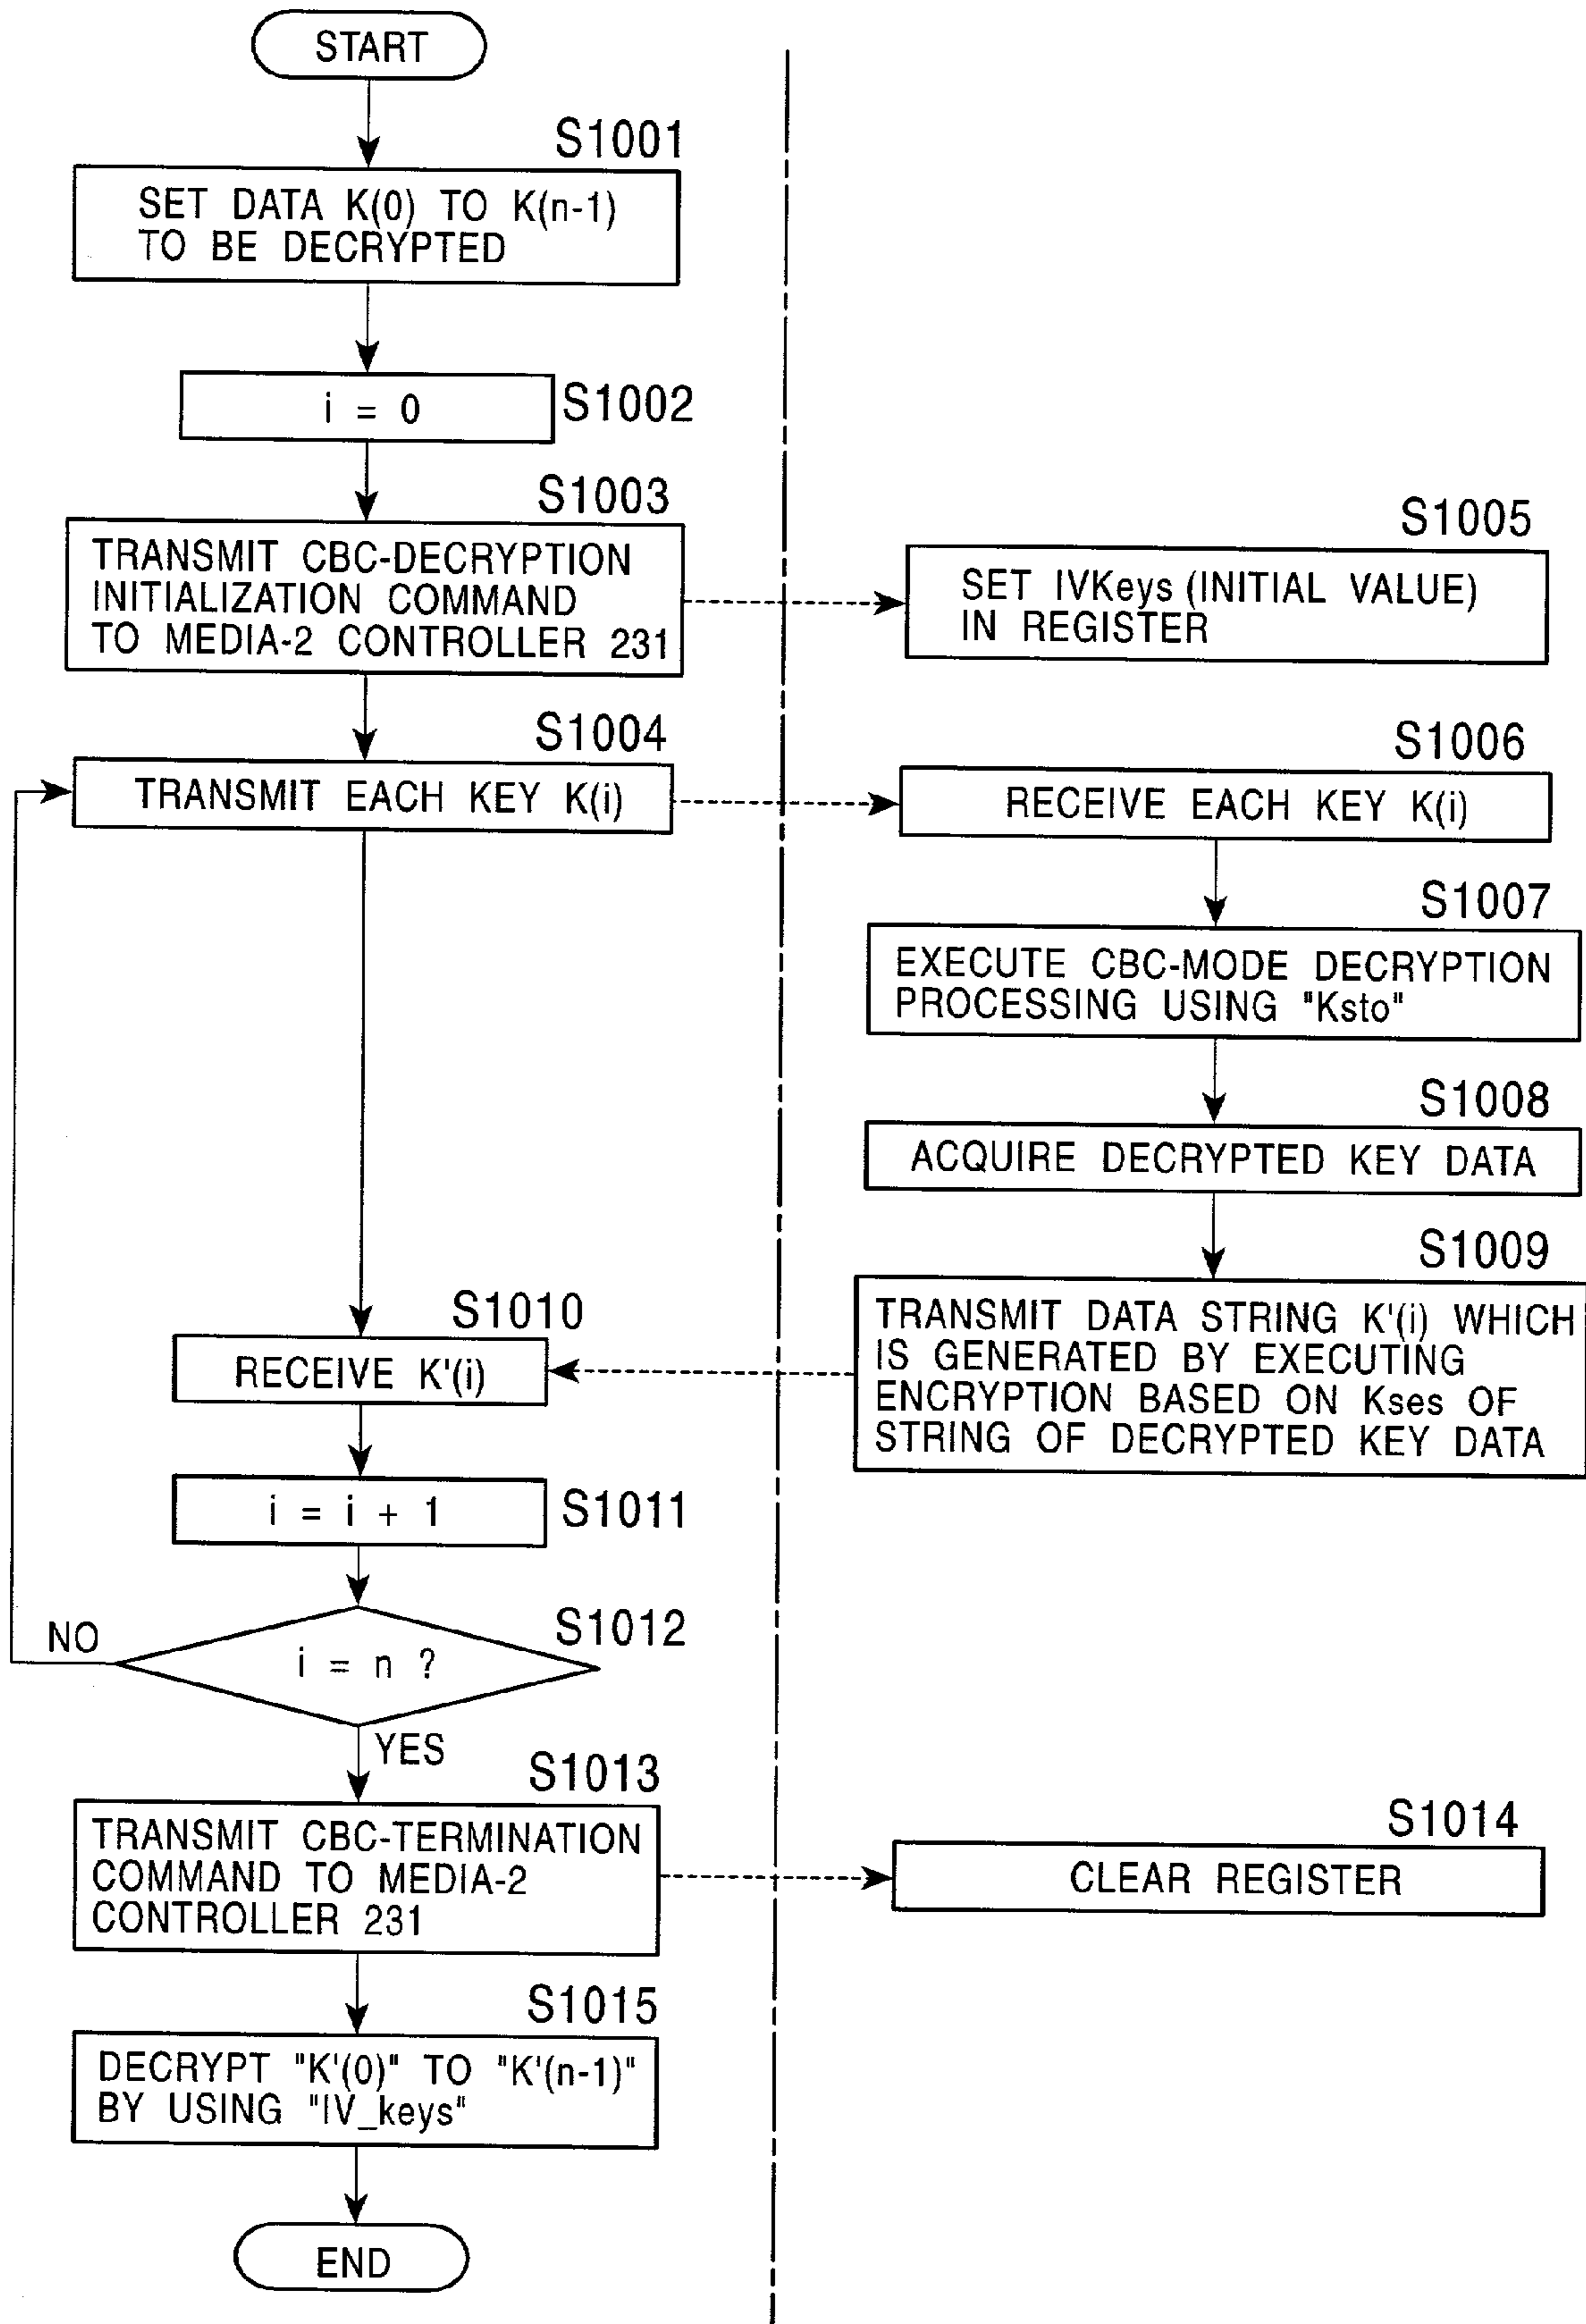 START
S1001
SET DATA K(0) TO K(n-1)
TO BE DECRYPTED
i = 0
S1002
S1003
TRANSMIT CBC-DECRYPTION
INITIALIZATION COMMAND
TO MEDIA-2 CONTROLLER 231
S1005
SET IVKeys (INITIAL VALUE)
IN REGISTER
S1004
TRANSMIT EACH KEY K(i)
S1006
RECEIVE EACH KEY K(i)
S1007
EXECUTE CBC-MODE DECRYPTION
PROCESSING USING "Ksto"
S1008
ACQUIRE DECRYPTED KEY DATA
S1009
TRANSMIT DATA STRING K'(i) WHICH
IS GENERATED BY EXECUTING
ENCRYPTION BASED ON Kses OF
STRING OF DECRYPTED KEY DATA
S1010
RECEIVE K'(i)
i = i + 1
S1011
S1012
NO
i = n ?
YES
S1013
TRANSMIT CBC-TERMINATION
COMMAND TO MEDIA-2
CONTROLLER 231
S1014
CLEAR REGISTER
S1015
DECRYPT "K'(0)" TO "K'(n-1)"
BY USING "IV_keys"
END